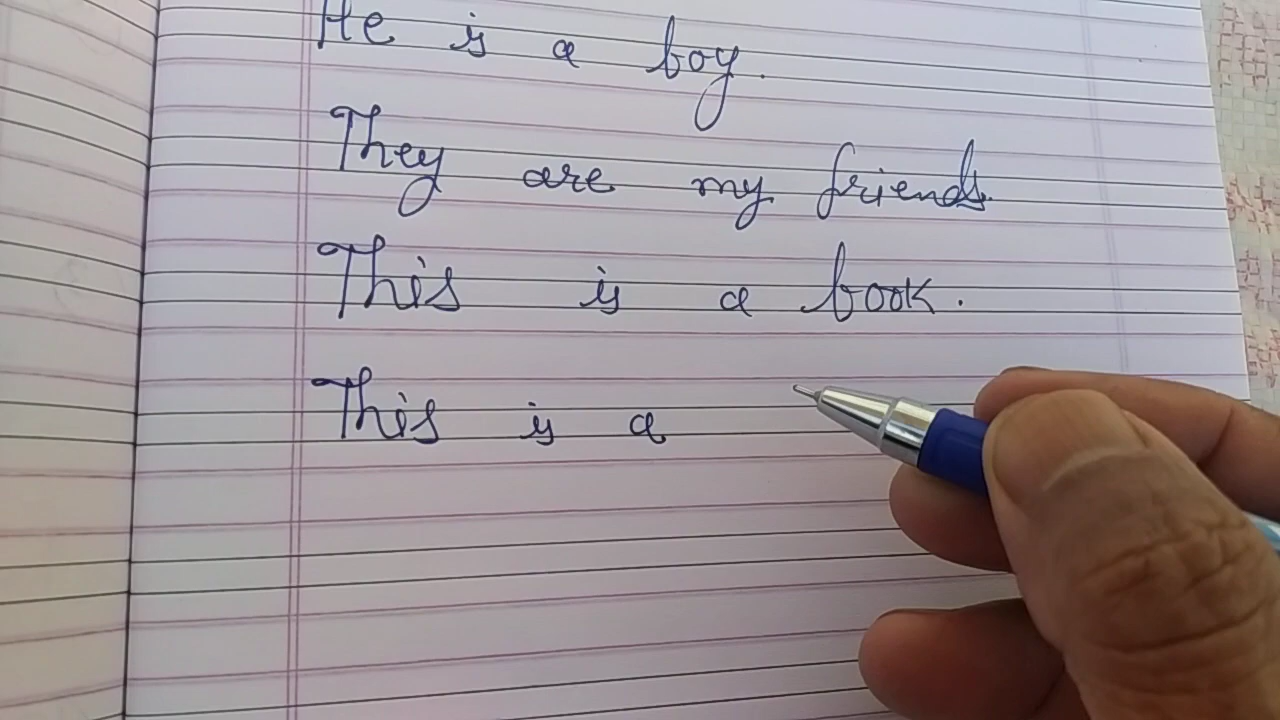 He is a boy.
They are my friends.
This is a book.
This is a